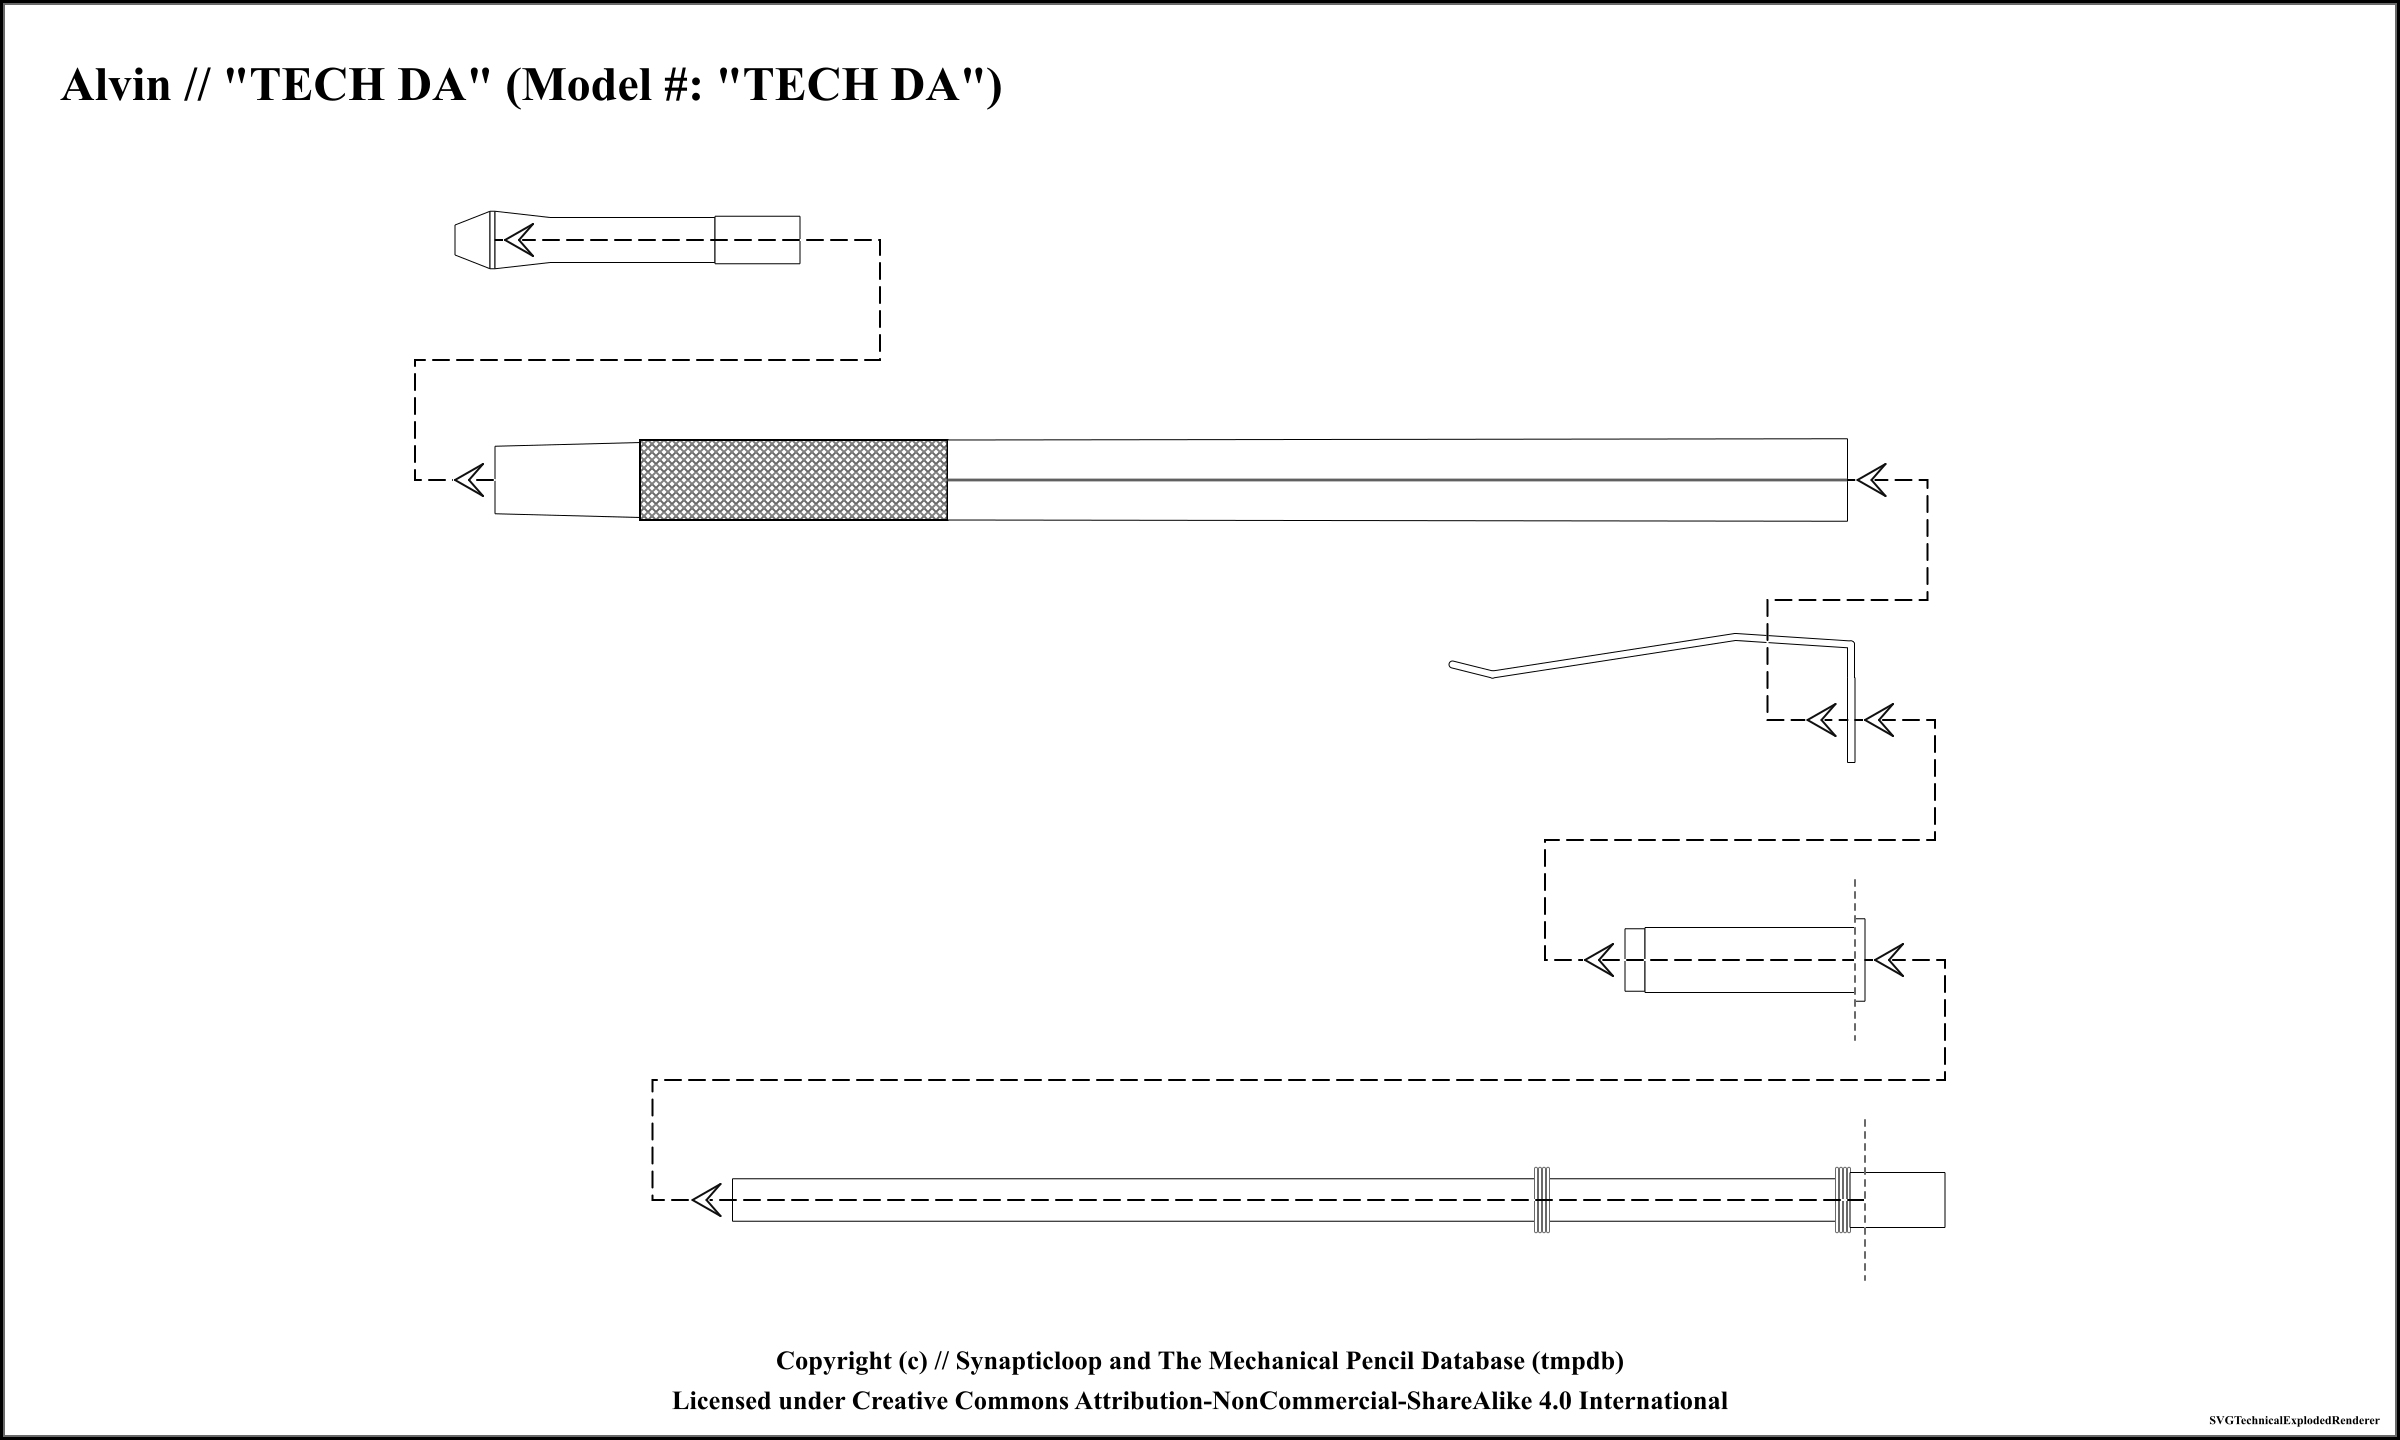 Alvin // "TECH DA" (Model #: "TECH DA")
Copyright (c) // Synapticloop and The Mechanical Pencil Database (tmpdb)
Licensed under Creative Commons Attribution-NonCommercial-ShareAlike 4.0 International
SVGTechnicalExplodedRenderer